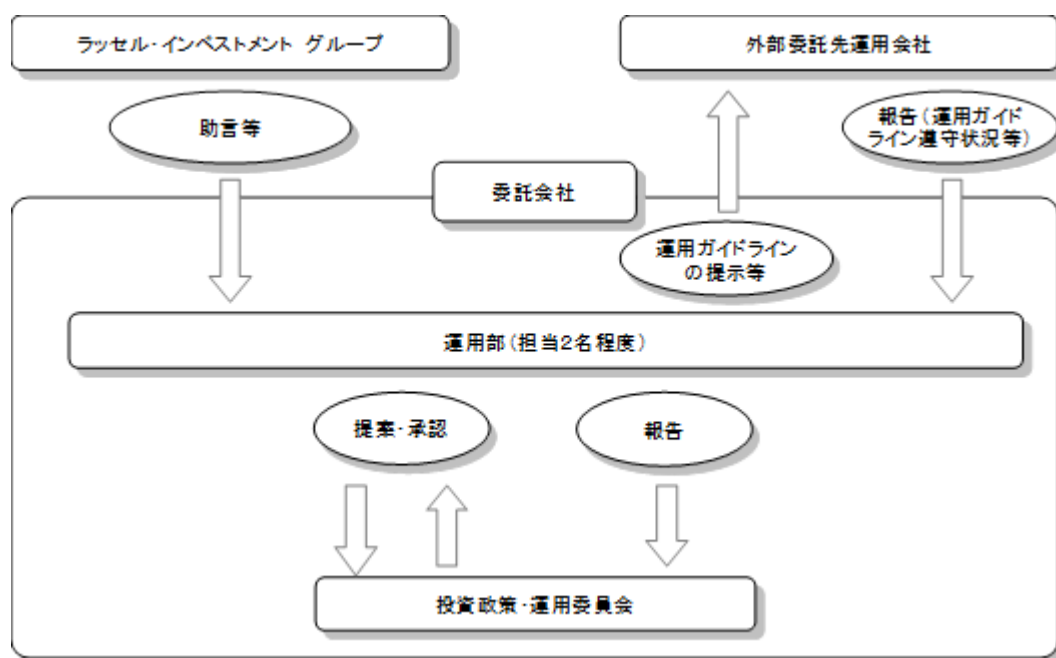 ラッセル・インベストメント グループ
外部委託先運用会社
助言等
報告（運用ガイド
ライン遵守状況等）
委託会社
運用ガイドライン
の提示等
運用部（担当2名程度）
提案・承認
報告
投資政策・運用委員会